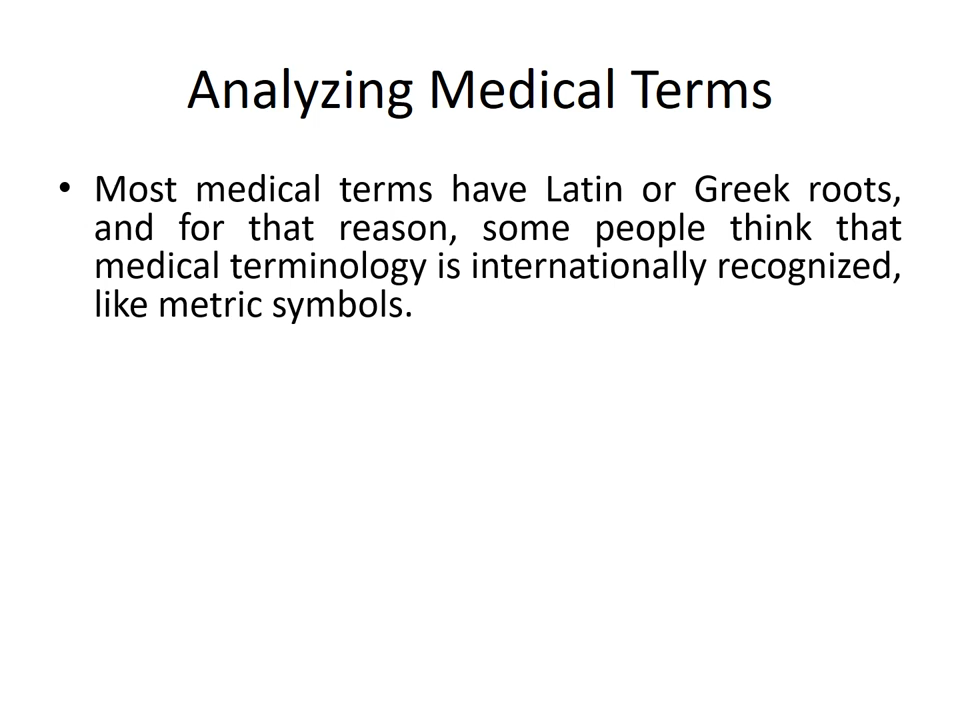 Analyzing Medical Terms
• Most medical terms have Latin or Greek roots,
and for that reason, some people think that
medical terminology is internationally recognized,
like metric symbols.